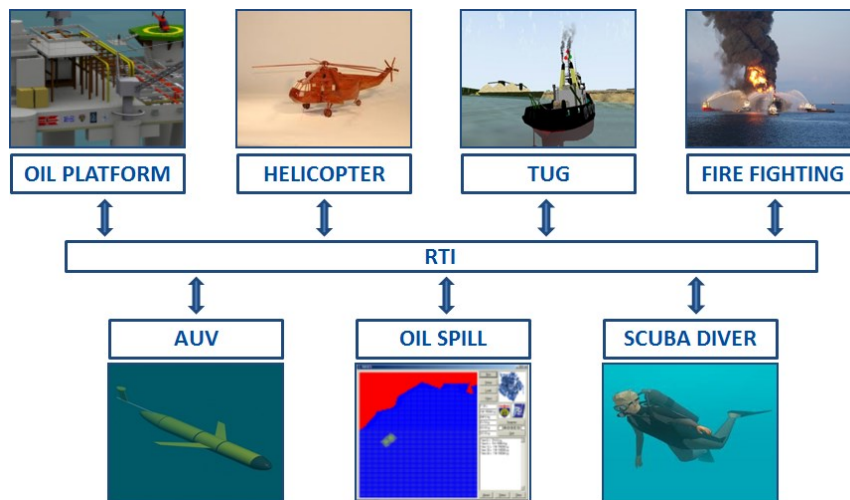 OIL PLATFORM
HELICOPTER
TUG
FIRE FIGHTING
RTI
AUV
OIL SPILL
SCUBA DIVER